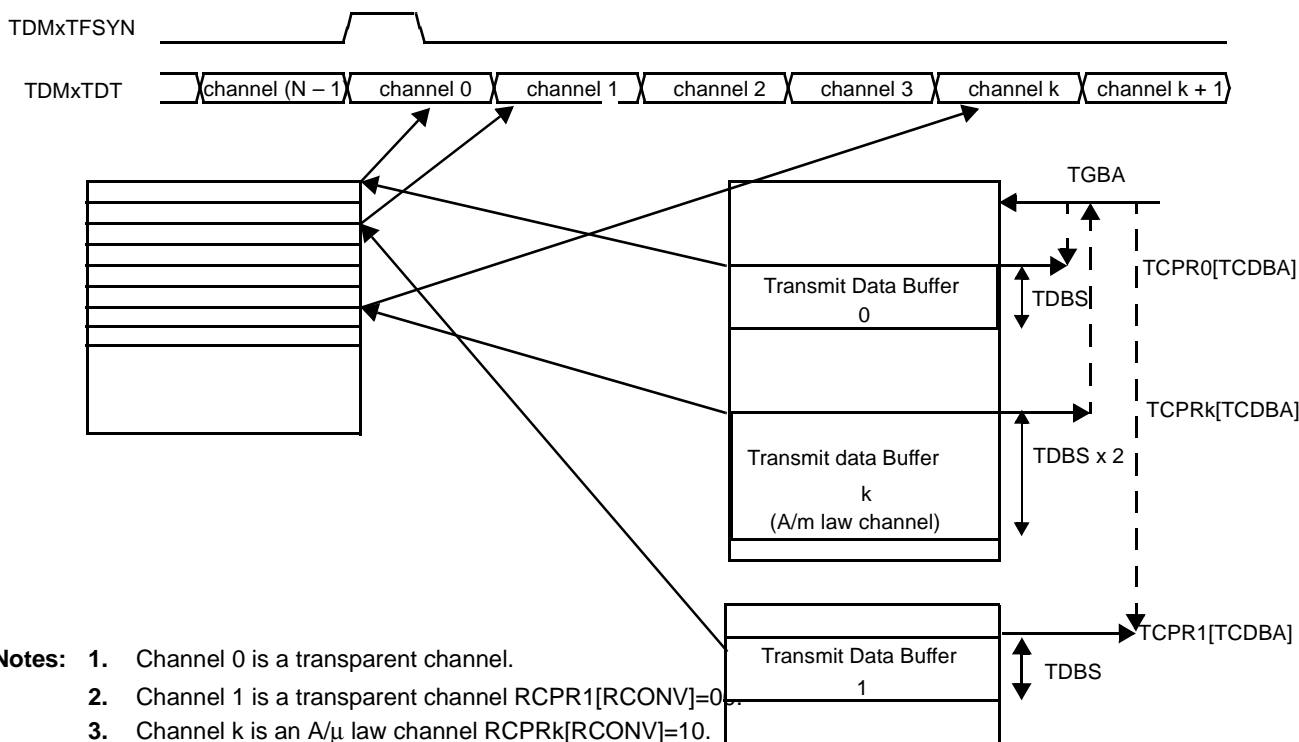 TDMxTFSYN
TDMxTDT
channel (N – 1
channel 0
channel 1
channel 2
channel 3
channel k
channel k + 1
TGBA
TCPR0[TCDBA]
Transmit Data Buffer
0
TDBS
TCPRk[TCDBA]
Transmit data Buffer
k
(A/m law channel)
TDBS x 2
TCPR1[TCDBA]
Transmit Data Buffer
1
TDBS
Notes: 1. Channel 0 is a transparent channel.
2. Channel 1 is a transparent channel RCPR1[RCONV]=0
3. Channel k is an A/μ law channel RCPRk[RCONV]=10.